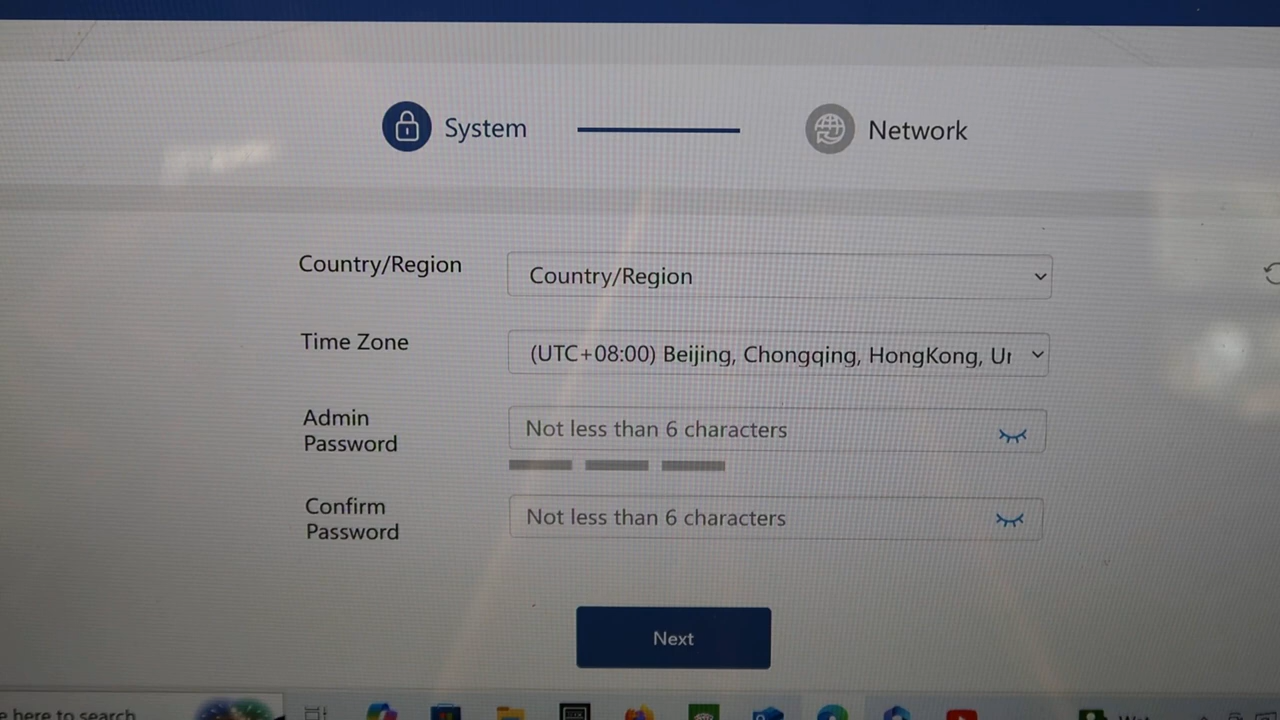 System
Network
Country/Region
Country/Region
Time Zone
(UTC+08:00) Beijing, Chongqing, HongKong, Ur
Admin
Password
Not less than 6 characters
Confirm
Password
Not less than 6 characters
Next
e here to search